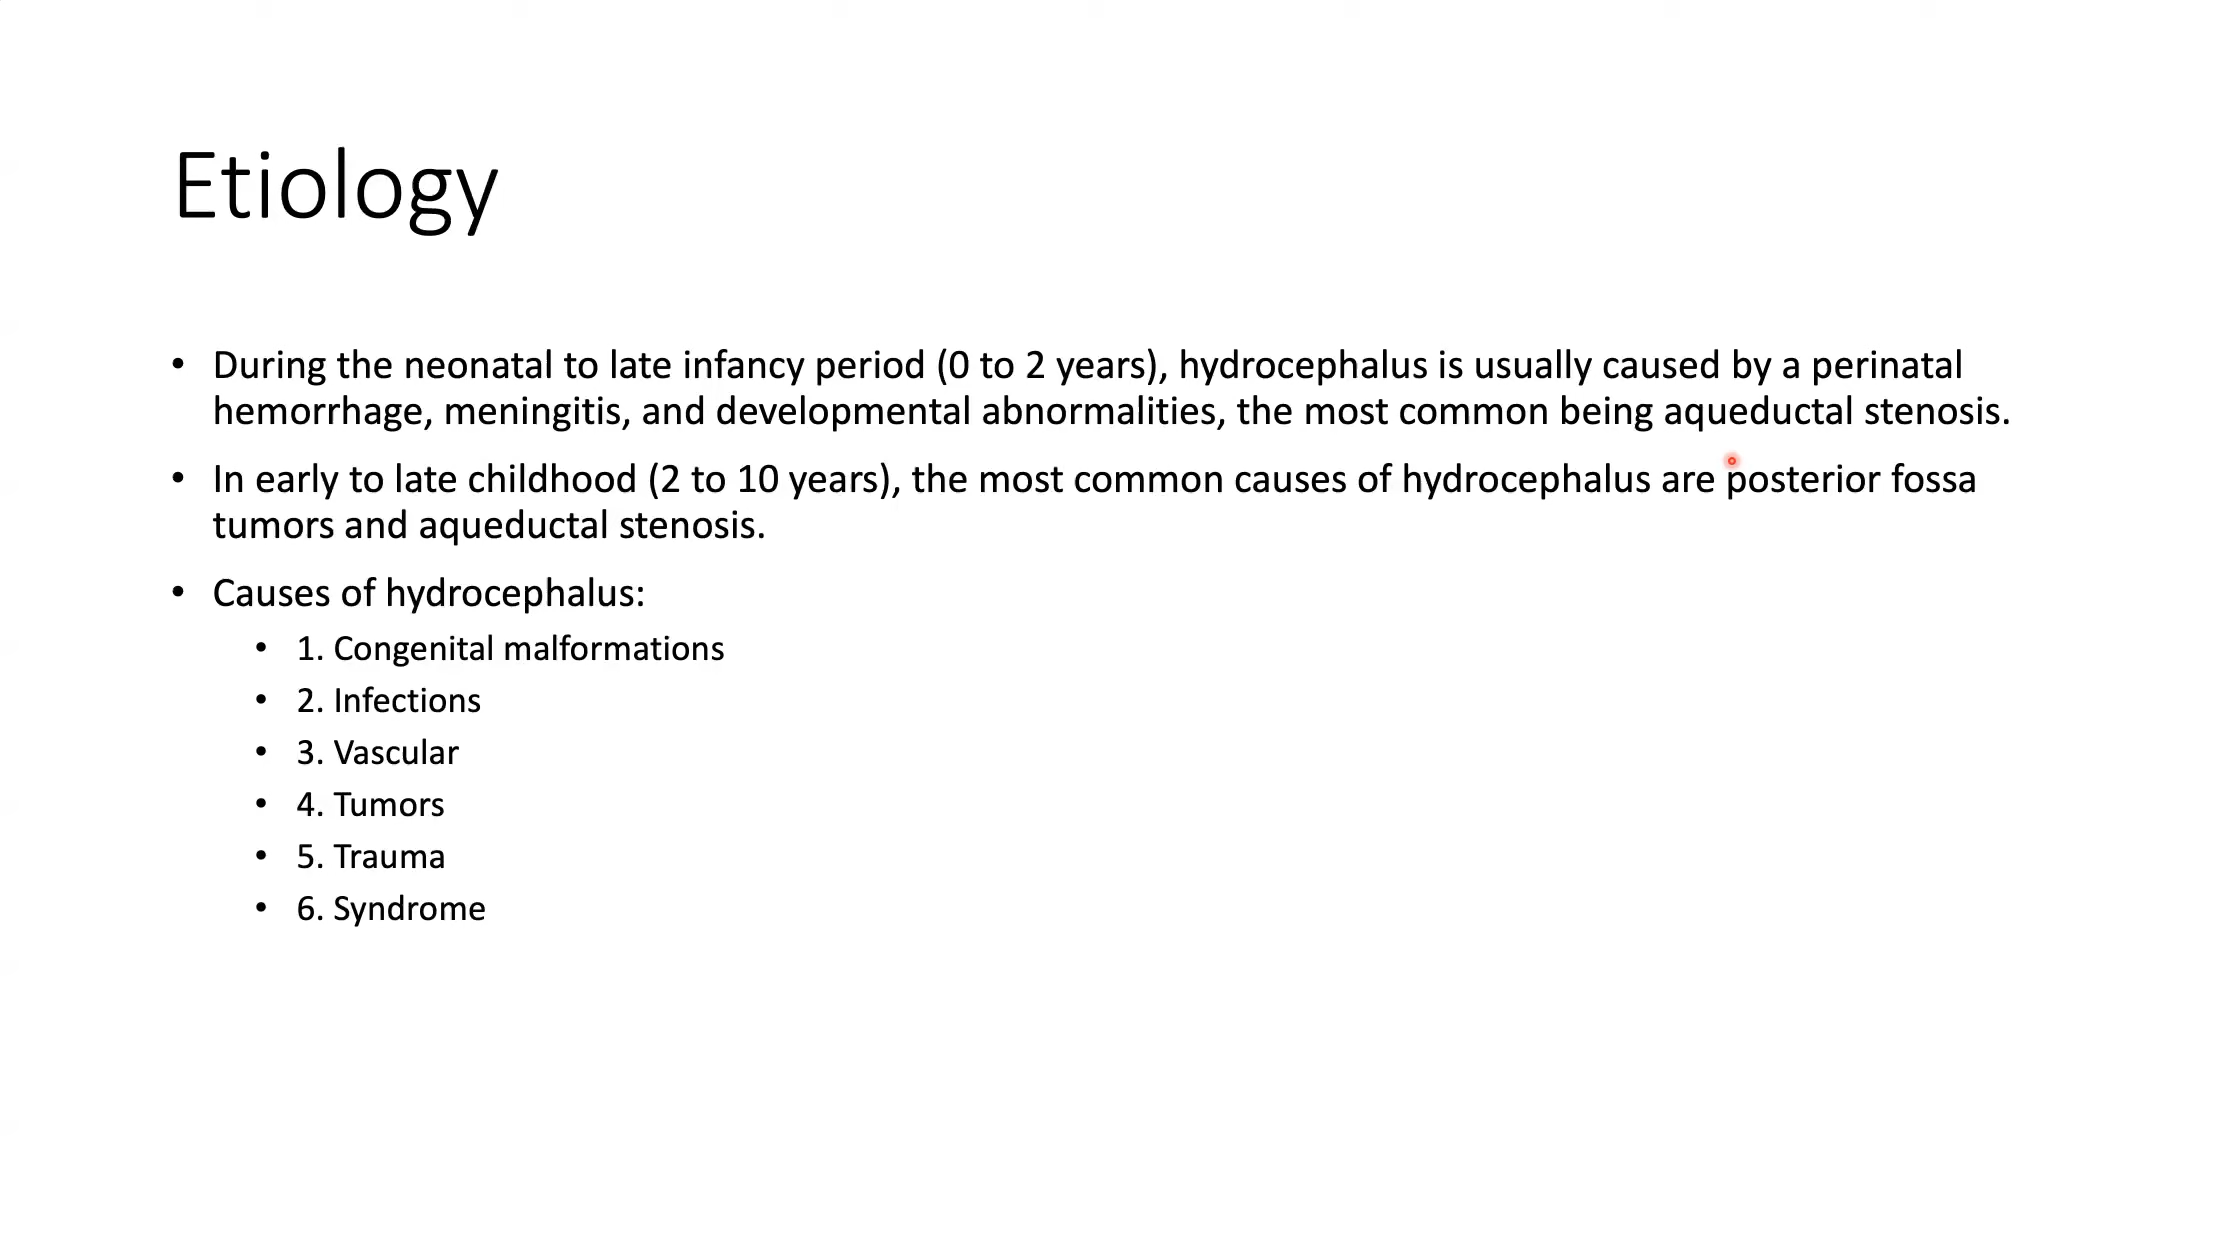 Etiology
• During the neonatal to late infancy period (0 to 2 years), hydrocephalus is usually caused by a perinatal
hemorrhage, meningitis, and developmental abnormalities, the most common being aqueductal stenosis.
• In early to late childhood (2 to 10 years), the most common causes of hydrocephalus are posterior fossa
tumors and aqueductal stenosis.
• Causes of hydrocephalus:
• 1. Congenital malformations
• 2. Infections
• 3. Vascular
• 4. Tumors
• 5. Trauma
• 6. Syndrome